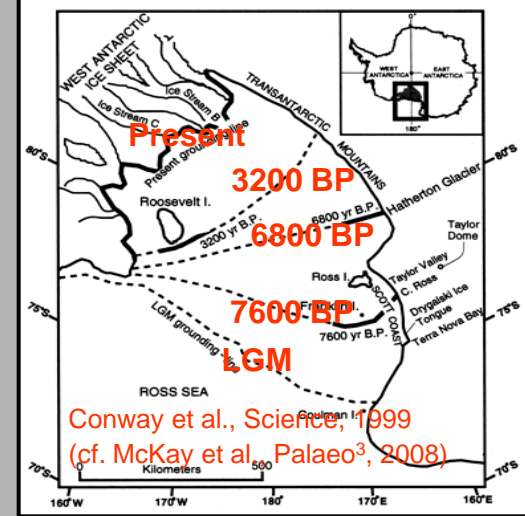 0°
WEST
ANTARCTICA
EAST
ANTARCTICA
180°
WEST ANTARCTIC
ICE SHEET
TRANSANTARCTIC
MOUNTAINS
Ice Stream B
Ice Stream C
Present
Present grounding line
80°S
80°S
3200 BP
Roosevelt I.
3200 yr B.P.
6800 yr B.P.
Hatherton Glacier
6800 BP
Taylor
Dome
Ross I.
Taylor Valley
C. Ross
SCOTT COAST
Drygalski Ice
Tongue
Terra Nova Bay
75°S
75°S
7600 BP
Franklin I.
7600 yr B.P.
LGM grounding line
LGM
ROSS SEA
Coulman I.
Conway et al., Science, 1999
(cf. McKay et al., Palaeo³, 2008)
0
Kilometers
500
70°S
70°S
160°W
170°W
180°
170°E
160°E